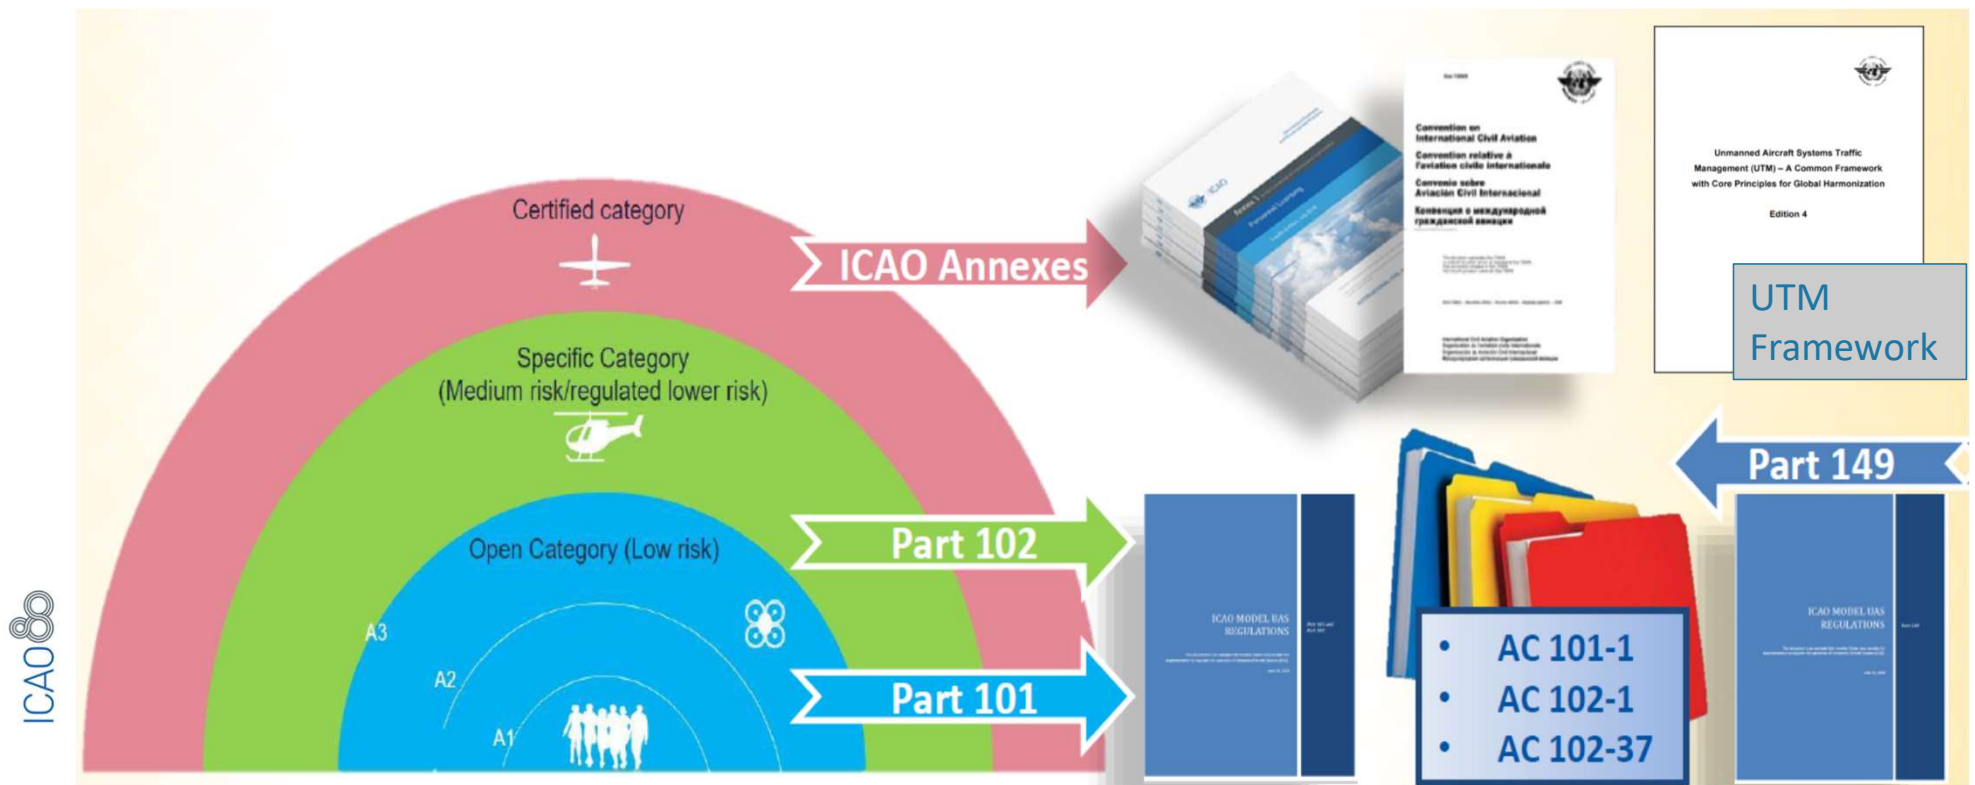 Certified category
Specific Category
(Medium risk/regulated lower risk)
Open Category (Low risk)
A3
A2
A1
ICAO
ICAO Annexes
Part 102
Part 101
ICAO
Personnel Licensing
Convention on
International Civil Aviation
Convention relative à
l'aviation civile internationale
Convenio sobre
Aviación Civil Internacional
Конвенция о международной
гражданской авиации
Unmanned Aircraft Systems Traffic
Management (UTM) – A Common Framework
with Core Principles for Global Harmonization
Edition 4
UTM
Framework
Part 149
ICAO MODEL UAS
REGULATIONS
AC 101-1
AC 102-1
AC 102-37
ICAO MODEL UAS
REGULATIONS